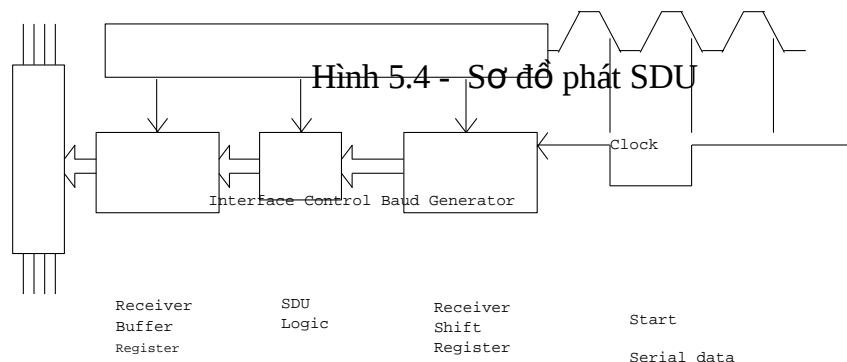 Hình 5.4 - Sơ đồ phát SDU
Clock
Interface Control Baud Generator
Receiver
Buffer
Register
SDU
Logic
Receiver
Shift
Register
Start
Serial data